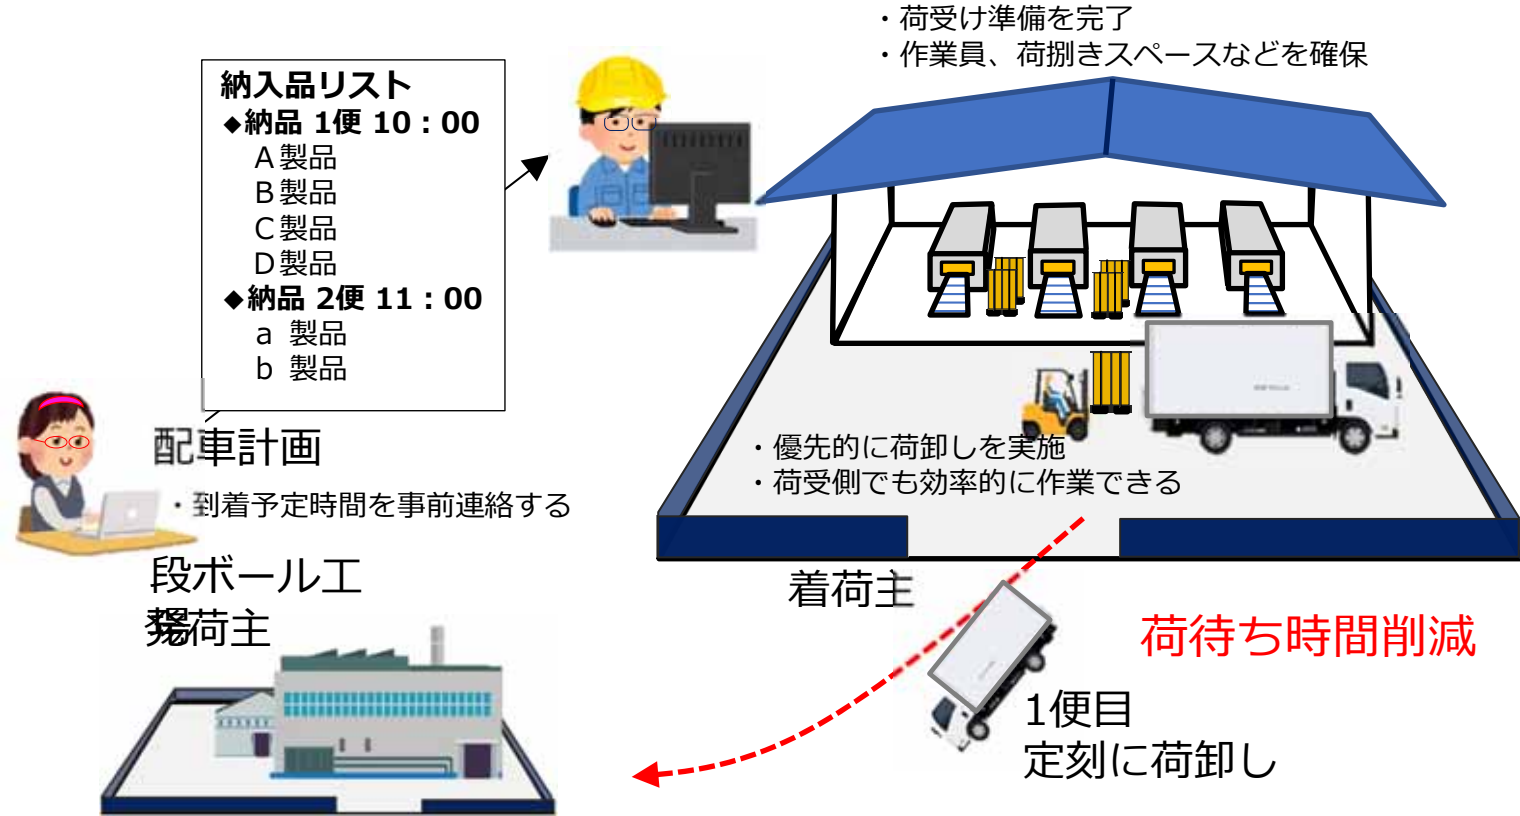 ・荷受け準備を完了
・作業員、荷捌きスペースなどを確保
納入品リスト
◆納品 1便 10：00
A製品
B製品
C製品
D製品
◆納品 2便 11：00
a 製品
b 製品
配車計画
・到着予定時間を事前連絡する
・優先的に荷卸しを実施
・荷受側でも効率的に作業できる
段ボール工
荷主
着荷主
荷待ち時間削減
1便目
定刻に荷卸し